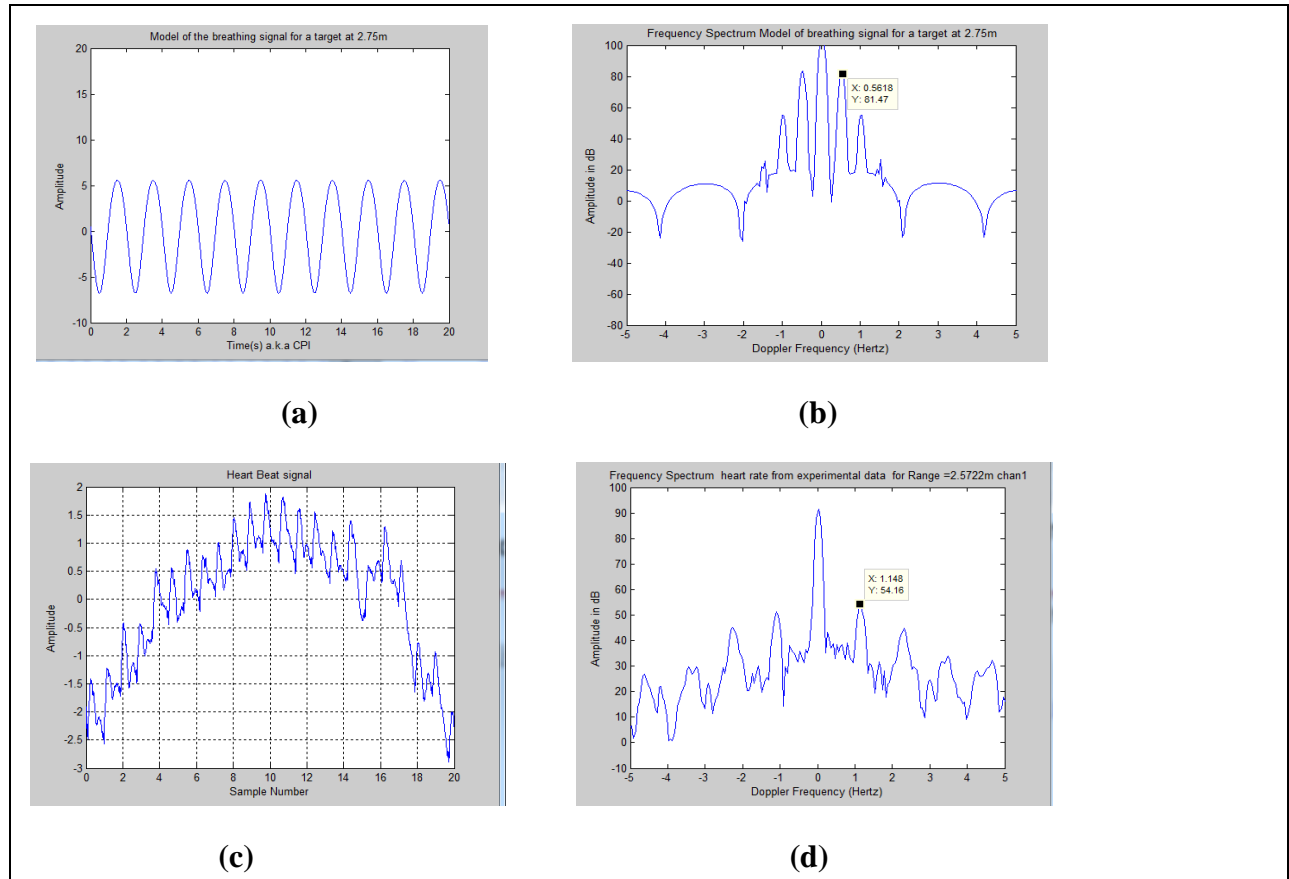 Model of the breathing signal for a target at 2.75m
20
15
10
5
0
-5
-10
Amplitude
0 2 4 6 8 10 12 14 16 18 20
Time(s) a.k.a CPI
(a)
Frequency Spectrum Model of breathing signal for a target at 2.75m
100
80
60
40
20
0
-20
-40
-60
-80
Amplitude in dB
X: 0.5618
Y: 81.47
-5 -4 -3 -2 -1 0 1 2 3 4 5
Doppler Frequency (Hertz)
(b)
Heart Beat signal
2
1.5
1
0.5
0
-0.5
-1
-1.5
-2
-2.5
-3
Amplitude
0 2 4 6 8 10 12 14 16 18 20
Sample Number
(c)
Frequency Spectrum heart rate from experimental data for Range =2.5722m chan1
100
90
80
70
60
50
40
30
20
10
0
-10
Amplitude in dB
X: 1.148
Y: 54.16
-5 -4 -3 -2 -1 0 1 2 3 4 5
Doppler Frequency (Hertz)
(d)